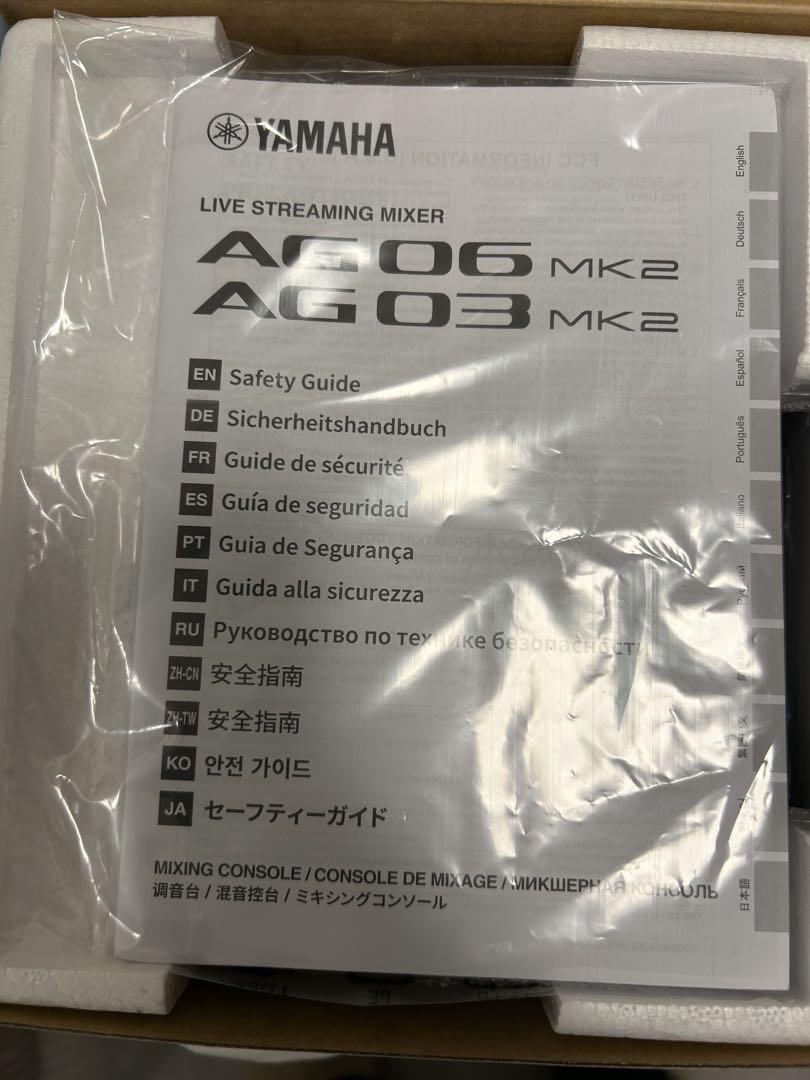 YAMAHA
LIVE STREAMING MIXER
AG06 MK2
AG03 MK2
EN Safety Guide
DE Sicherheitshandbuch
FR Guide de sécurité
ES Guía de seguridad
PT Guia de Segurança
IT Guida alla sicurezza
RU Руководство по технике безопасности
ZH-CN 安全指南
ZH-TW 安全指南
KO 안전 가이드
JA セーフティーガイド
MIXING CONSOLE / CONSOLE DE MIXAGE / МИКШЕРНАЯ КОНСОЛЬ
调音台 / 混音控台 / ミキシングコンソール
English
Deutsch
Français
Español
Português
Italiano
Русский
日本語